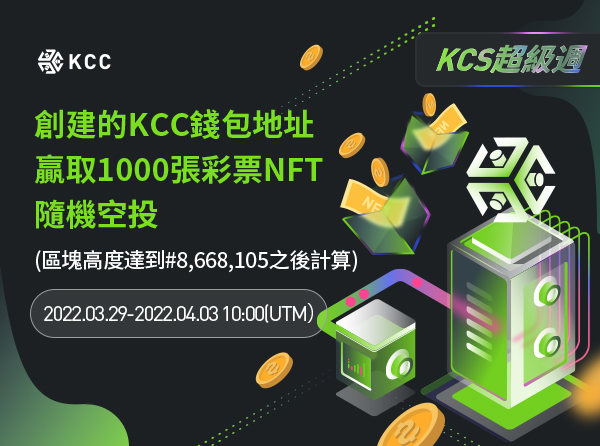 KCC
KCS超級週
創建的KCC錢包地址
贏取1000張彩票NFT
隨機空投
(區塊高度達到#8,668,105之後計算)
2022.03.29-2022.04.03 10:00(UTM)